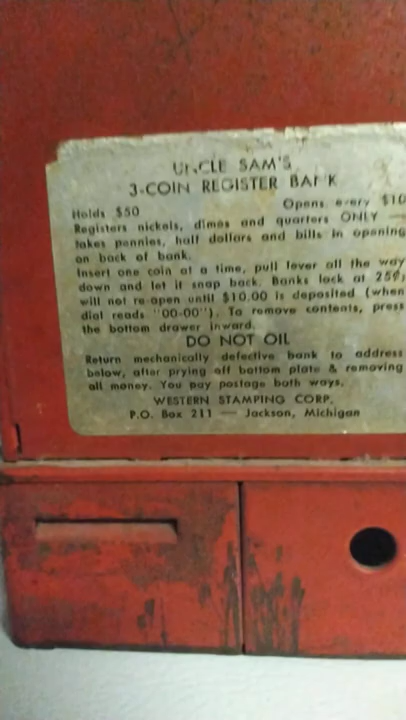 UNCLE SAM'S
3-COIN REGISTER BANK
Holds $50 Opens every $10
Registers nickels, dimes and quarters ONLY —
takes pennies, half dollars and bills in opening
on back of bank.
Insert one coin at a time, pull lever all the way
down and let it snap back. Banks lock at 25¢;
will not re-open until $10.00 is deposited (when
dial reads "00-00"). To remove contents, press
the bottom drawer inward.
DO NOT OIL
Return mechanically defective bank to address
below, after prying off bottom plate & removing
all money. You pay postage both ways.
WESTERN STAMPING CORP.
P.O. Box 211 — Jackson, Michigan